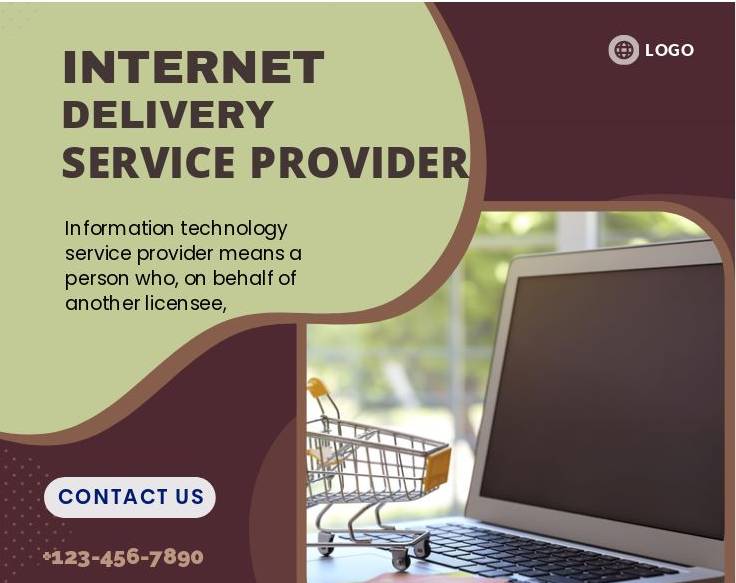 LOGO
INTERNET
DELIVERY
SERVICE PROVIDER
Information technology
service provider means a
person who, on behalf of
another licensee,
CONTACT US
+123-456-7890